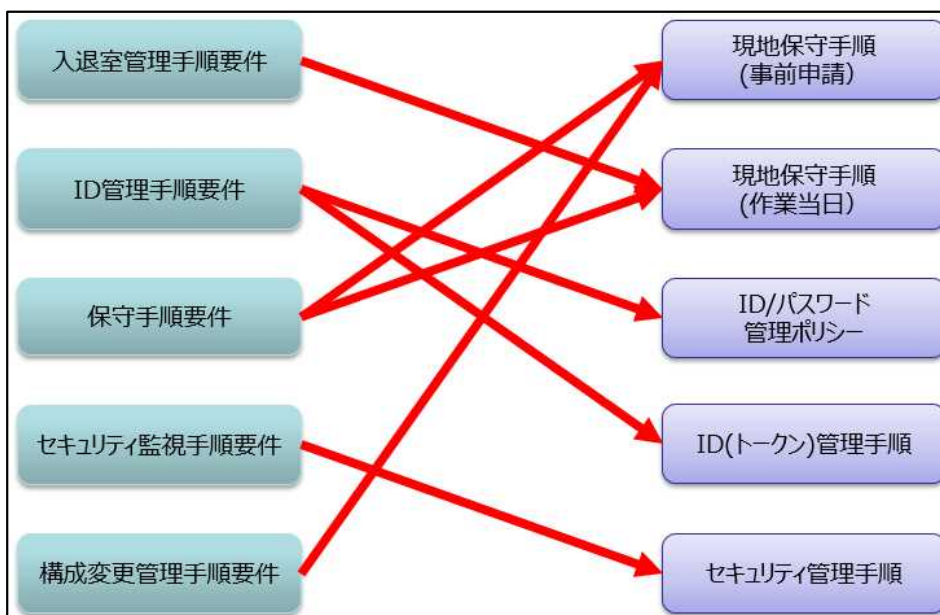 入退室管理手順要件
ID管理手順要件
保守手順要件
セキュリティ監視手順要件
構成変更管理手順要件
現地保守手順
(事前申請)
現地保守手順
(作業当日)
ID/パスワード
管理ポリシー
ID(トークン)管理手順
セキュリティ管理手順